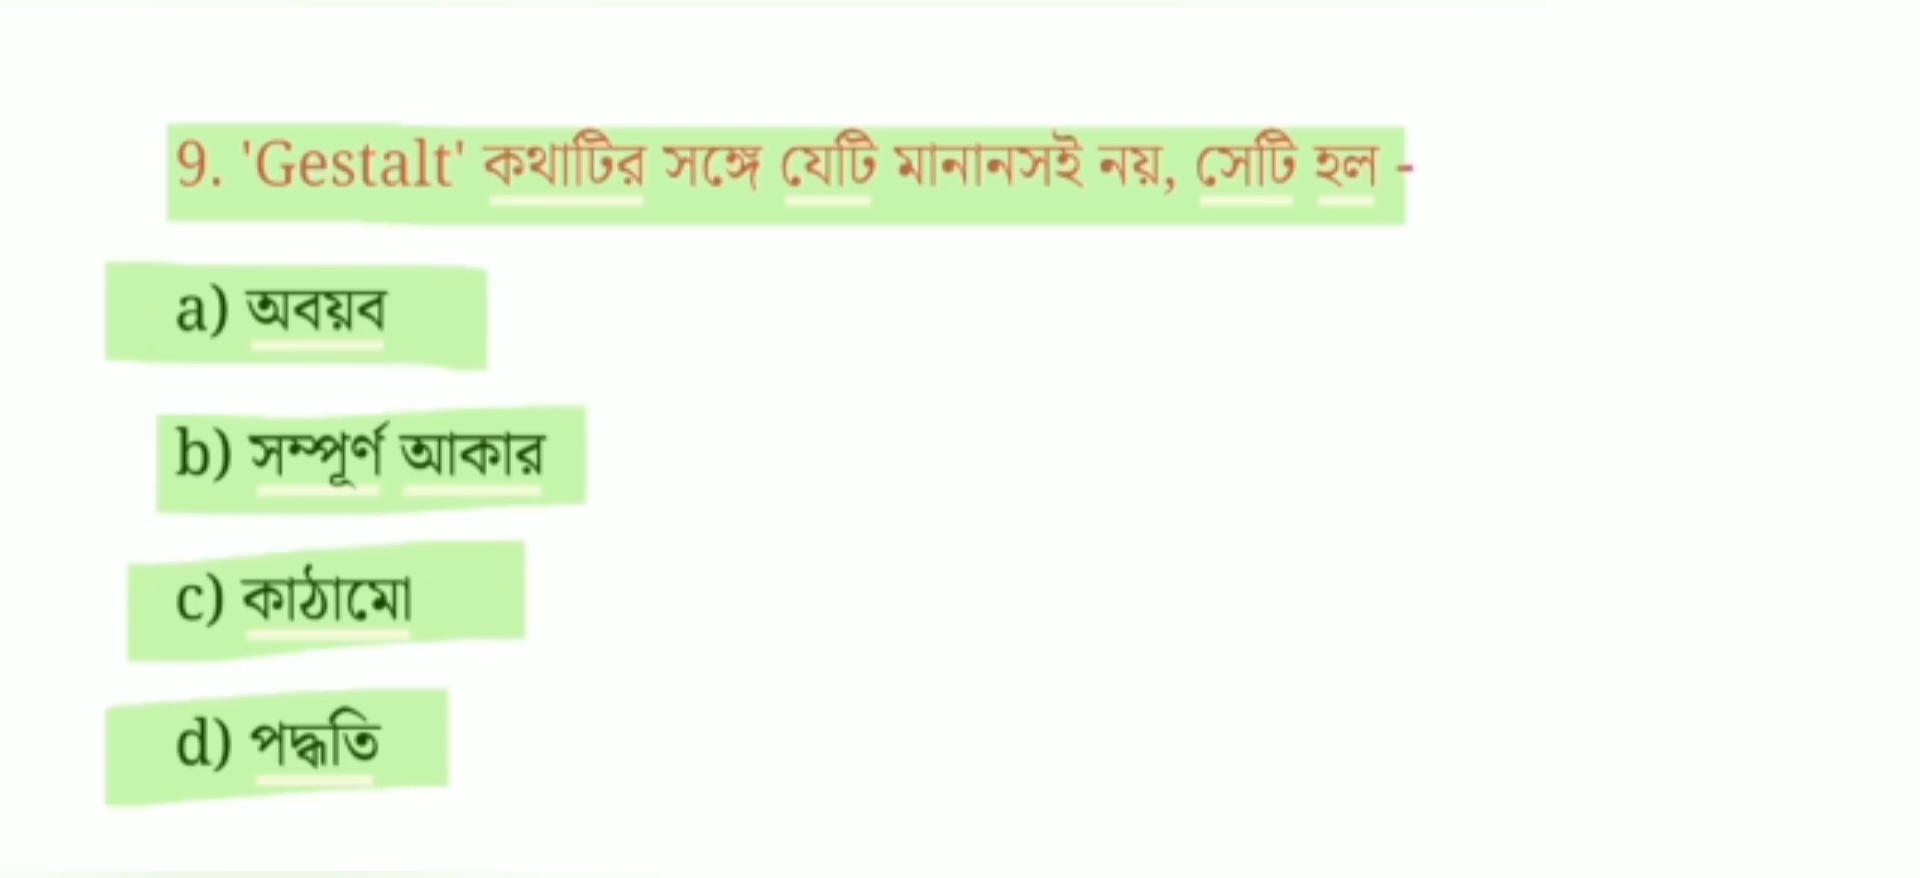 9. 'Gestalt' কথাটির সঙ্গে যেটি মানানসই নয়, সেটি হল -
a) অবয়ব
b) সম্পূর্ণ আকার
c) কাঠামো
d) পদ্ধতি